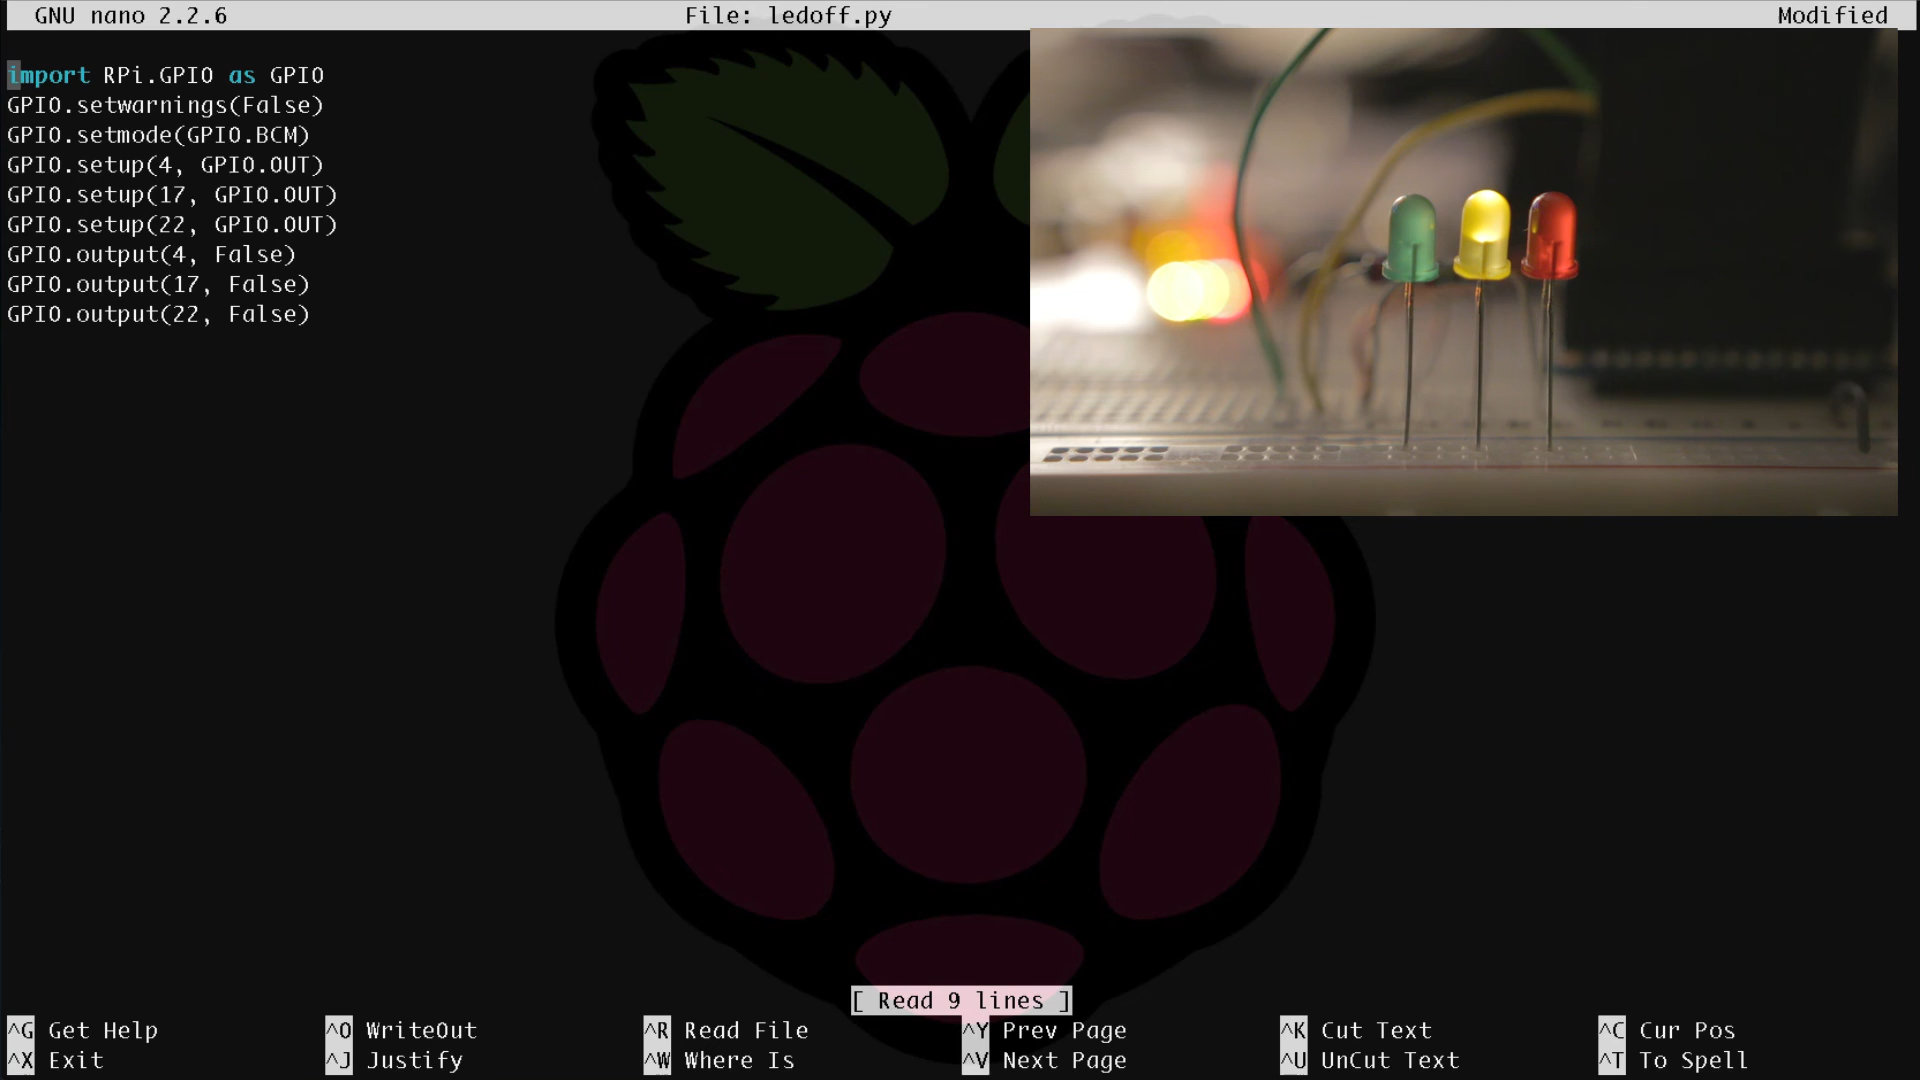 GNU nano 2.2.6 File: ledoff.py Modified
import RPi.GPIO as GPIO
GPIO.setwarnings(False)
GPIO.setmode(GPIO.BCM)
GPIO.setup(4, GPIO.OUT)
GPIO.setup(17, GPIO.OUT)
GPIO.setup(22, GPIO.OUT)
GPIO.output(4, False)
GPIO.output(17, False)
GPIO.output(22, False)
[ Read 9 lines ]
^G Get Help ^O WriteOut ^R Read File ^Y Prev Page ^K Cut Text ^C Cur Pos
^X Exit ^J Justify ^W Where Is ^V Next Page ^U UnCut Text ^T To Spell